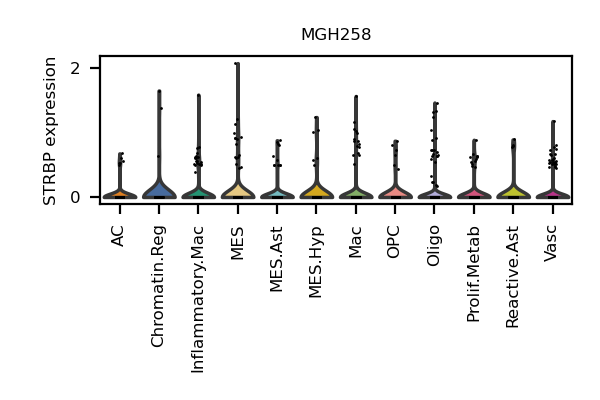 MGH258
STRBP expression
2
0
AC
Chromatin.Reg
Inflammatory.Mac
MES
MES.Ast
MES.Hyp
Mac
OPC
Oligo
Prolif.Metab
Reactive.Ast
Vasc